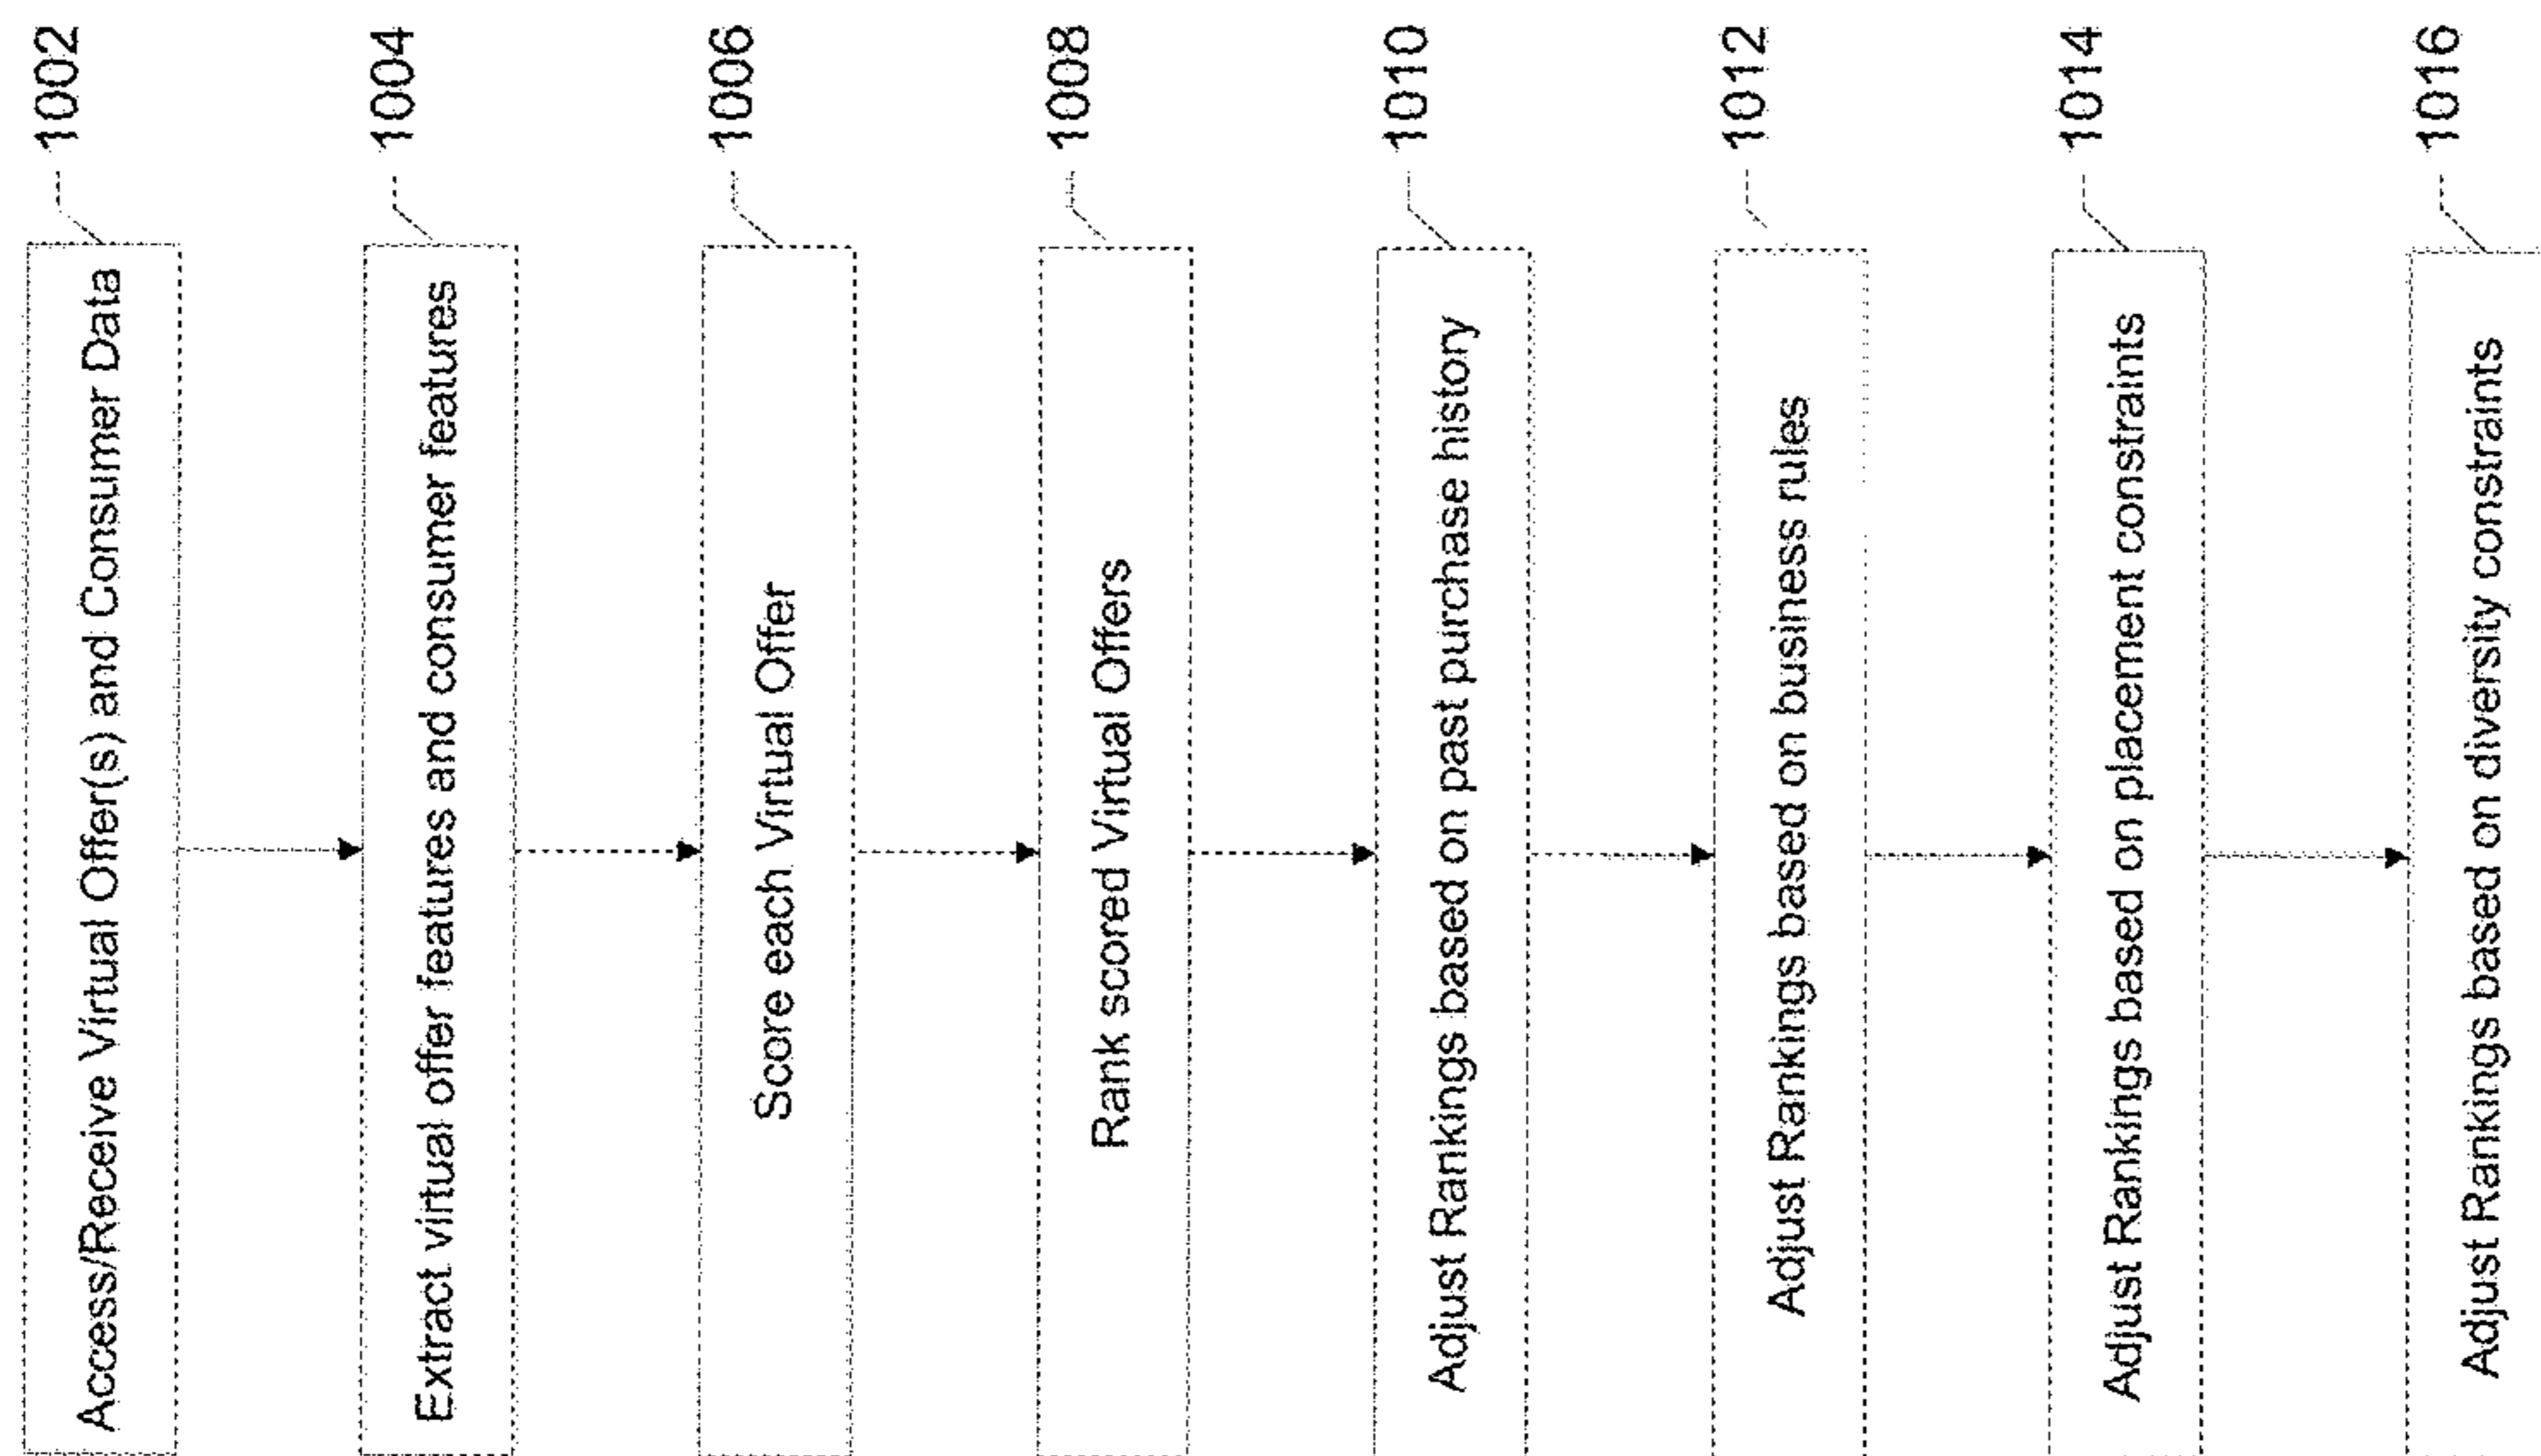 Access/Receive Virtual Offer(s) and Consumer Data
1002
Extract virtual offer features and consumer features
1004
Score each Virtual Offer
1006
Rank scored Virtual Offers
1008
Adjust Rankings based on past purchase history
1010
Adjust Rankings based on business rules
1012
Adjust Rankings based on placement constraints
1014
Adjust Rankings based on diversity constraints
1016